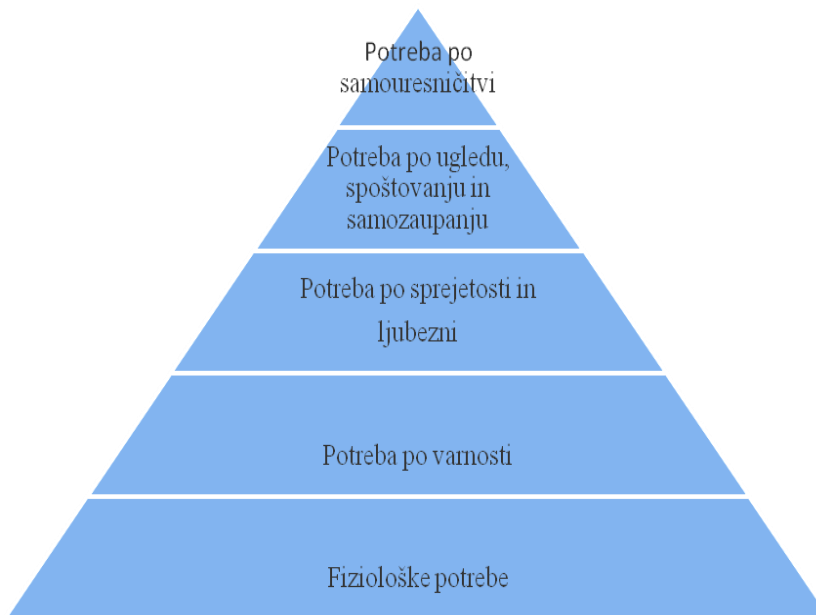 Potreba po
samouresničitvi
Potreba po ugledu,
spoštovanju in
samozaupanju
Potreba po sprejetosti in
ljubezni
Potreba po varnosti
Fiziološke potrebe